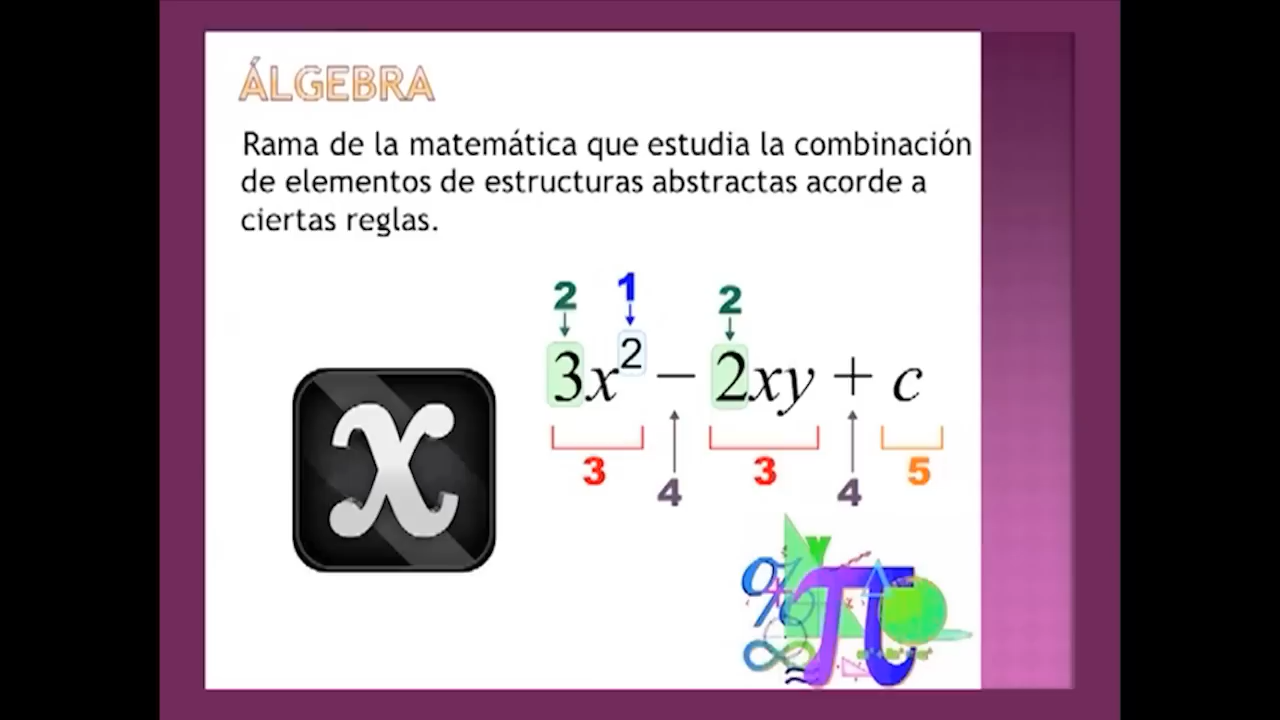 ÁLGEBRA
Rama de la matemática que estudia la combinación
de elementos de estructuras abstractas acorde a
ciertas reglas.
2 1 2
3x² − 2xy + c
3 4 3 4 5
x